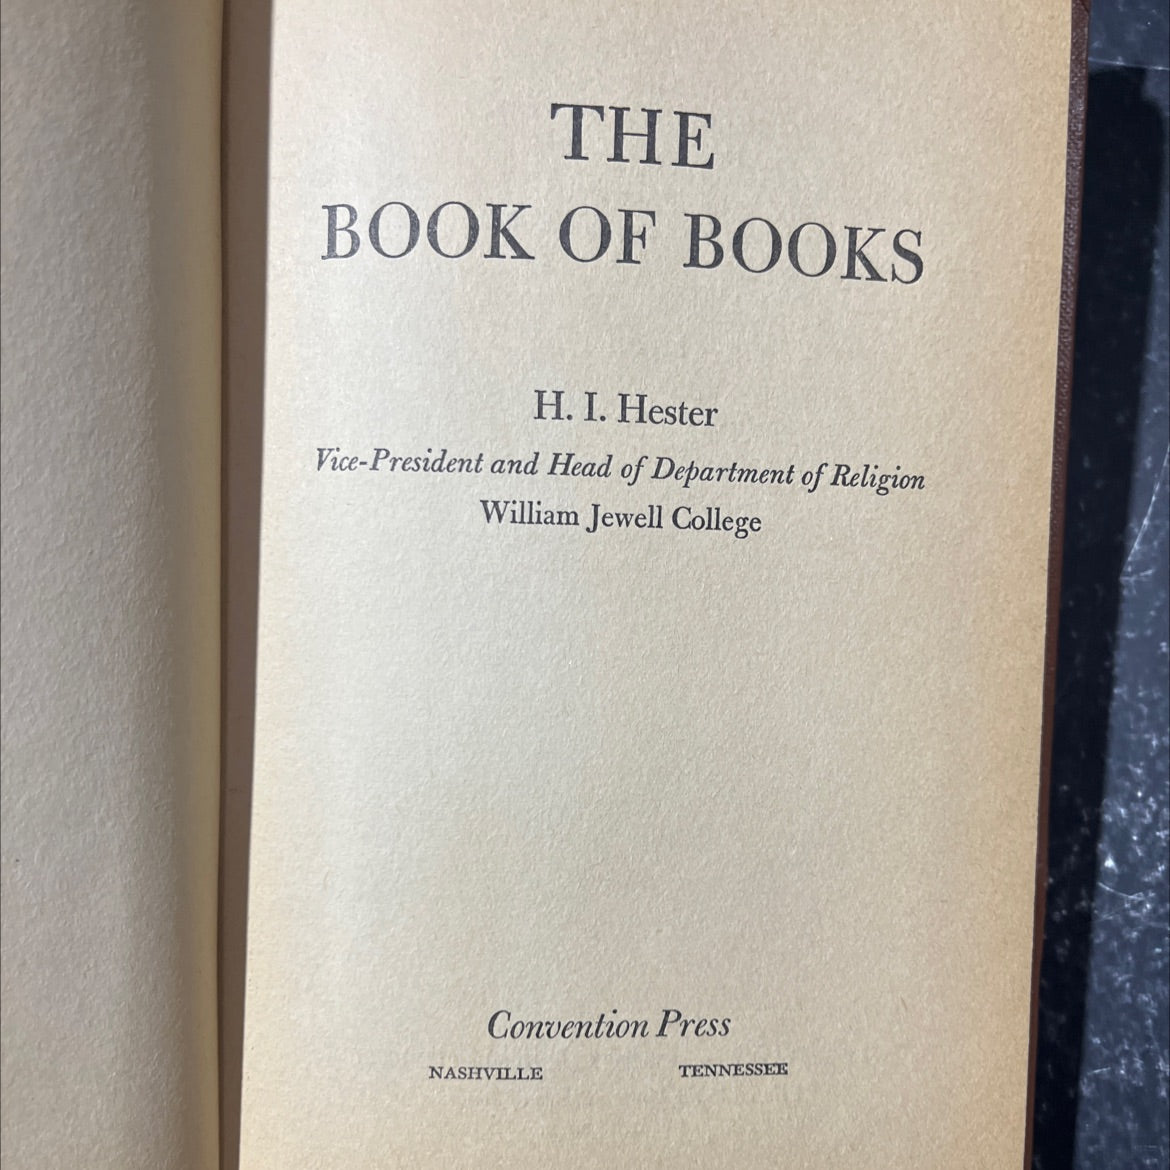 THE
BOOK OF BOOKS
H. I. Hester
Vice-President and Head of Department of Religion
William Jewell College
Convention Press
NASHVILLE TENNESSEE